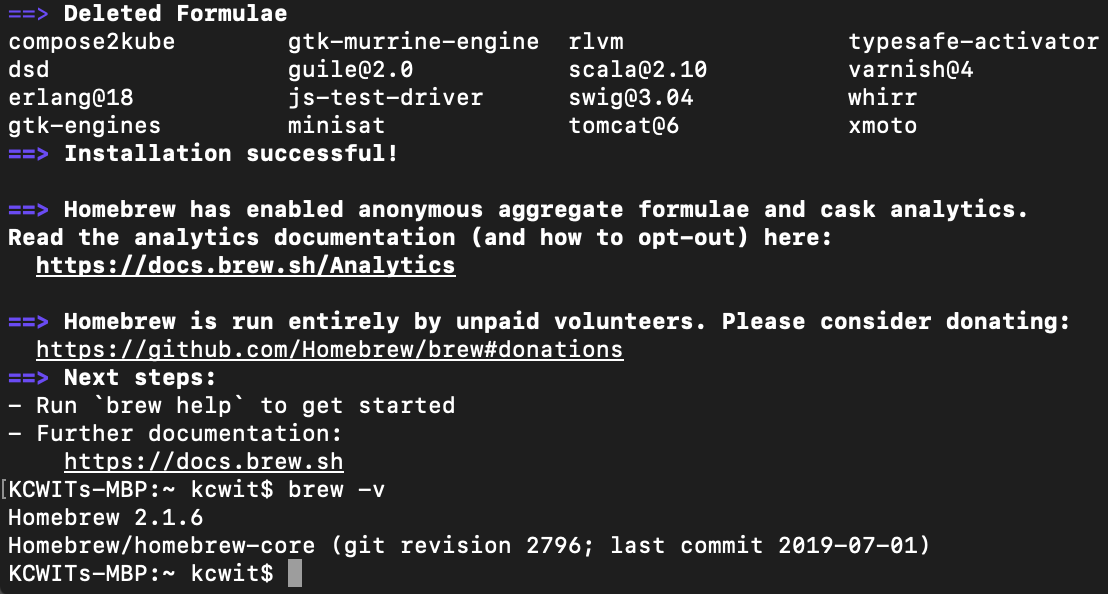 ==> Deleted Formulae
compose2kube gtk-murrine-engine rlvm typesafe-activator
dsd guile@2.0 scala@2.10 varnish@4
erlang@18 js-test-driver swig@3.04 whirr
gtk-engines minisat tomcat@6 xmoto
==> Installation successful!
==> Homebrew has enabled anonymous aggregate formulae and cask analytics.
Read the analytics documentation (and how to opt-out) here:
https://docs.brew.sh/Analytics
==> Homebrew is run entirely by unpaid volunteers. Please consider donating:
https://github.com/Homebrew/brew#donations
==> Next steps:
- Run `brew help` to get started
- Further documentation:
https://docs.brew.sh
[KCWITs-MBP:~ kcwit$ brew -v
Homebrew 2.1.6
Homebrew/homebrew-core (git revision 2796; last commit 2019-07-01)
KCWITs-MBP:~ kcwit$